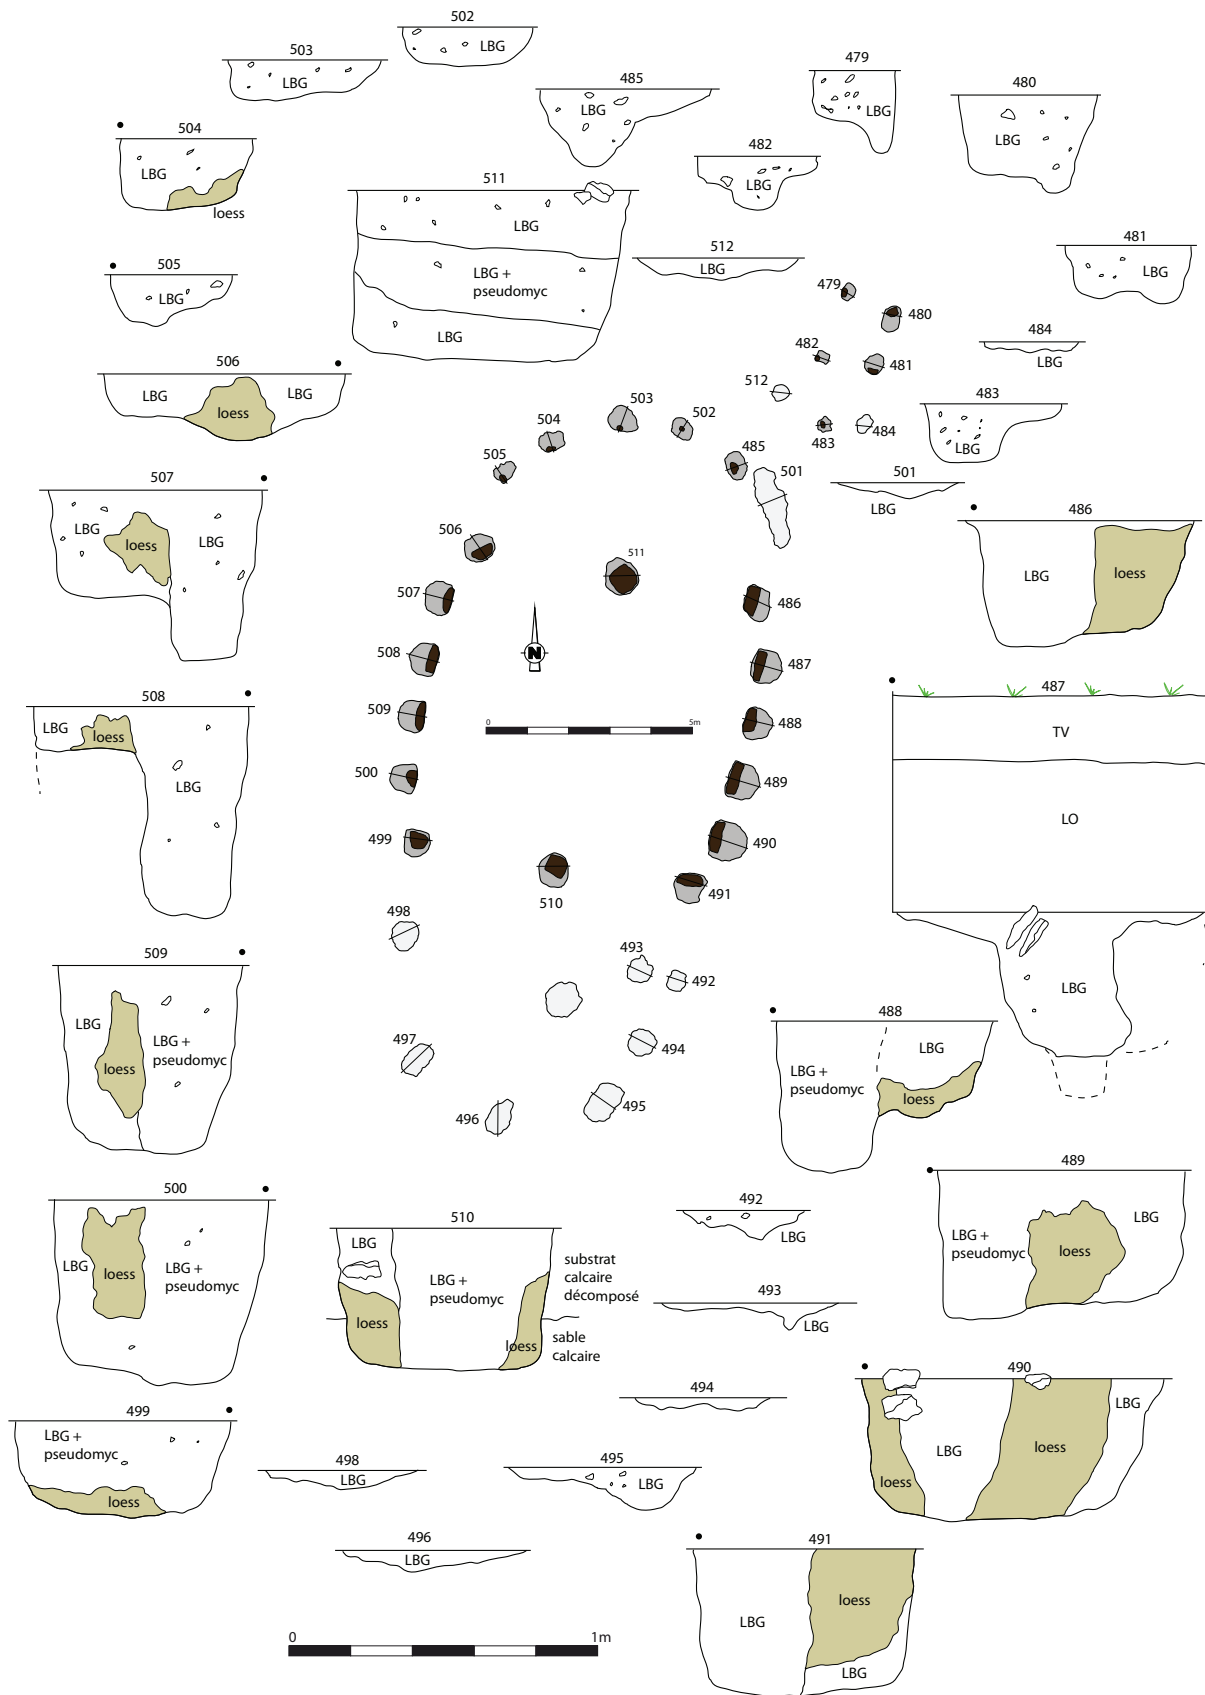 502
LBG
503
LBG
485
LBG
479
LBG
480
LBG
504
LBG
loess
482
LBG
511
LBG
LBG +
pseudomyc
LBG
512
LBG
481
LBG
505
LBG
479
480
482
481
512
483
484
484
LBG
483
LBG
506
LBG
loess
LBG
503
504
502
505
485
501
501
LBG
507
LBG
loess
LBG
486
LBG
loess
506
511
507
486
508
N
487
509
0
5m
488
500
489
499
490
510
491
498
493
492
497
494
496
495
508
LBG
loess
LBG
487
TV
LO
LBG
509
LBG
loess
LBG +
pseudomyc
488
LBG +
pseudomyc
LBG
loess
489
LBG +
pseudomyc
loess
LBG
500
LBG
loess
LBG +
pseudomyc
510
LBG
loess
LBG +
pseudomyc
loess
substrat
calcaire
décomposé
sable
calcaire
492
LBG
493
LBG
494
490
loess
LBG
loess
LBG
499
LBG +
pseudomyc
loess
498
LBG
495
LBG
496
LBG
491
LBG
loess
LBG
0
1m